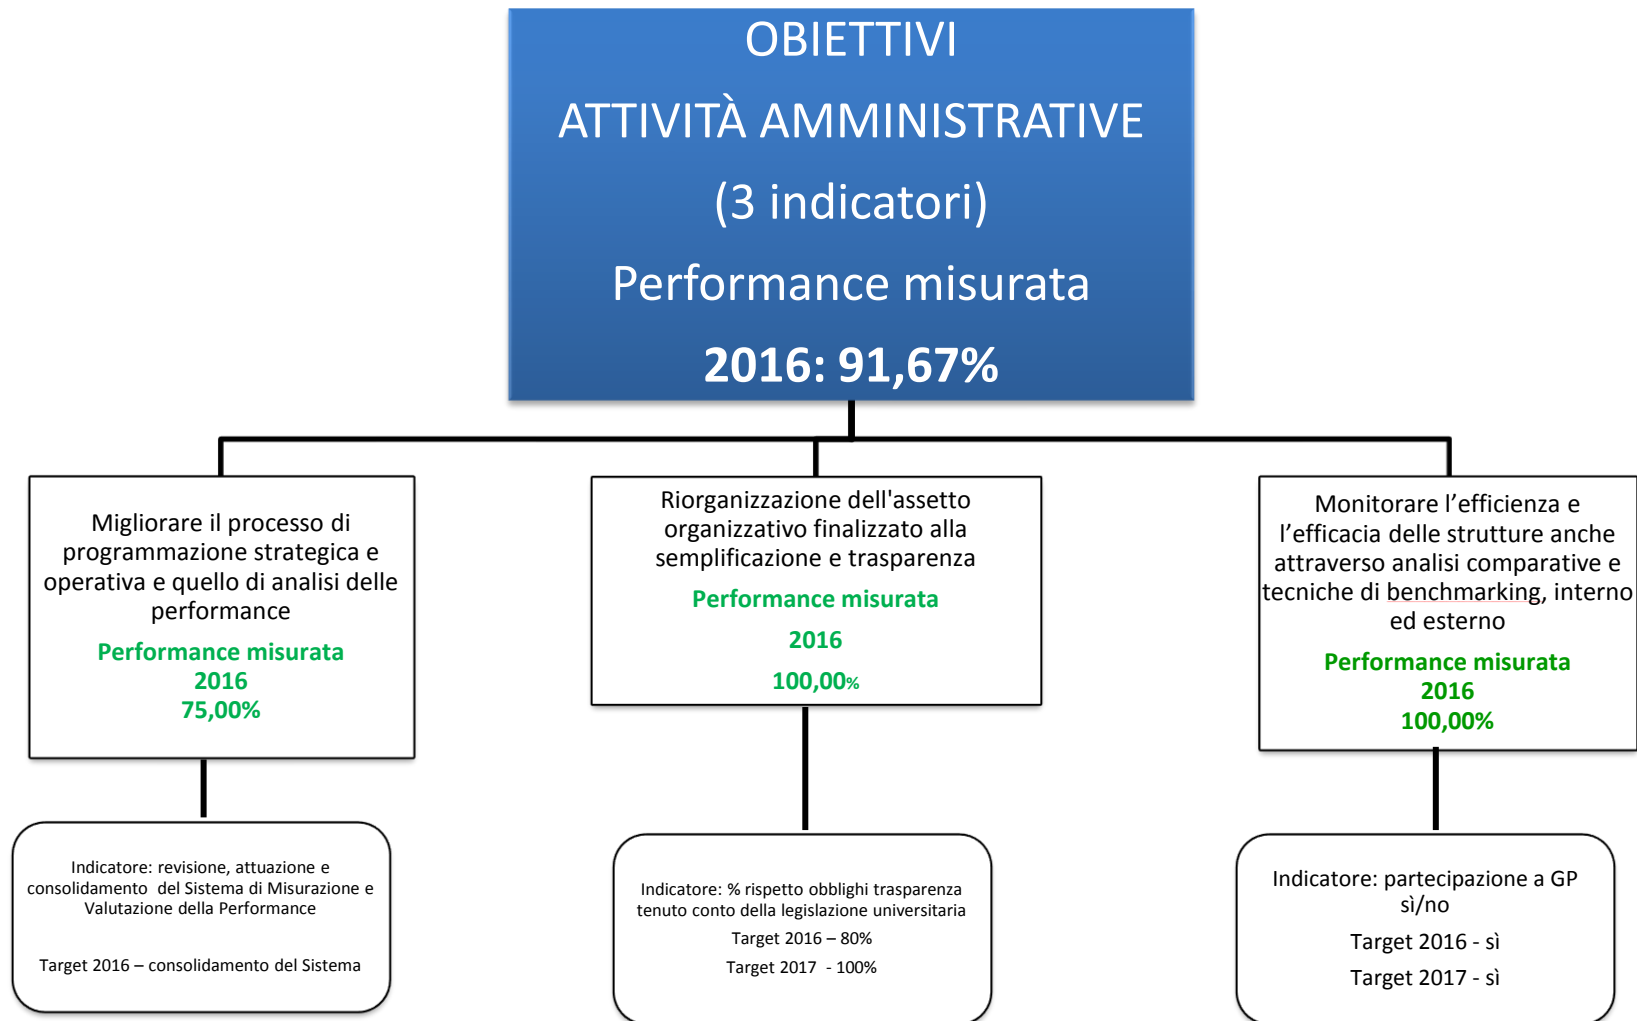 OBIETTIVI
ATTIVITÀ AMMINISTRATIVE
(3 indicatori)
Performance misurata
2016: 91,67%
Migliorare il processo di
programmazione strategica e
operativa e quello di analisi delle
performance
Performance misurata
2016
75,00%
Riorganizzazione dell'assetto
organizzativo finalizzato alla
semplificazione e trasparenza
Performance misurata
2016
100,00%
Monitorare l’efficienza e
l’efficacia delle strutture anche
attraverso analisi comparative e
tecniche di benchmarking, interno
ed esterno
Performance misurata
2016
100,00%
Indicatore: revisione, attuazione e
consolidamento del Sistema di Misurazione e
Valutazione della Performance
Target 2016 – consolidamento del Sistema
Indicatore: % rispetto obblighi trasparenza
tenuto conto della legislazione universitaria
Target 2016 – 80%
Target 2017 - 100%
Indicatore: partecipazione a GP
sì/no
Target 2016 - sì
Target 2017 - sì